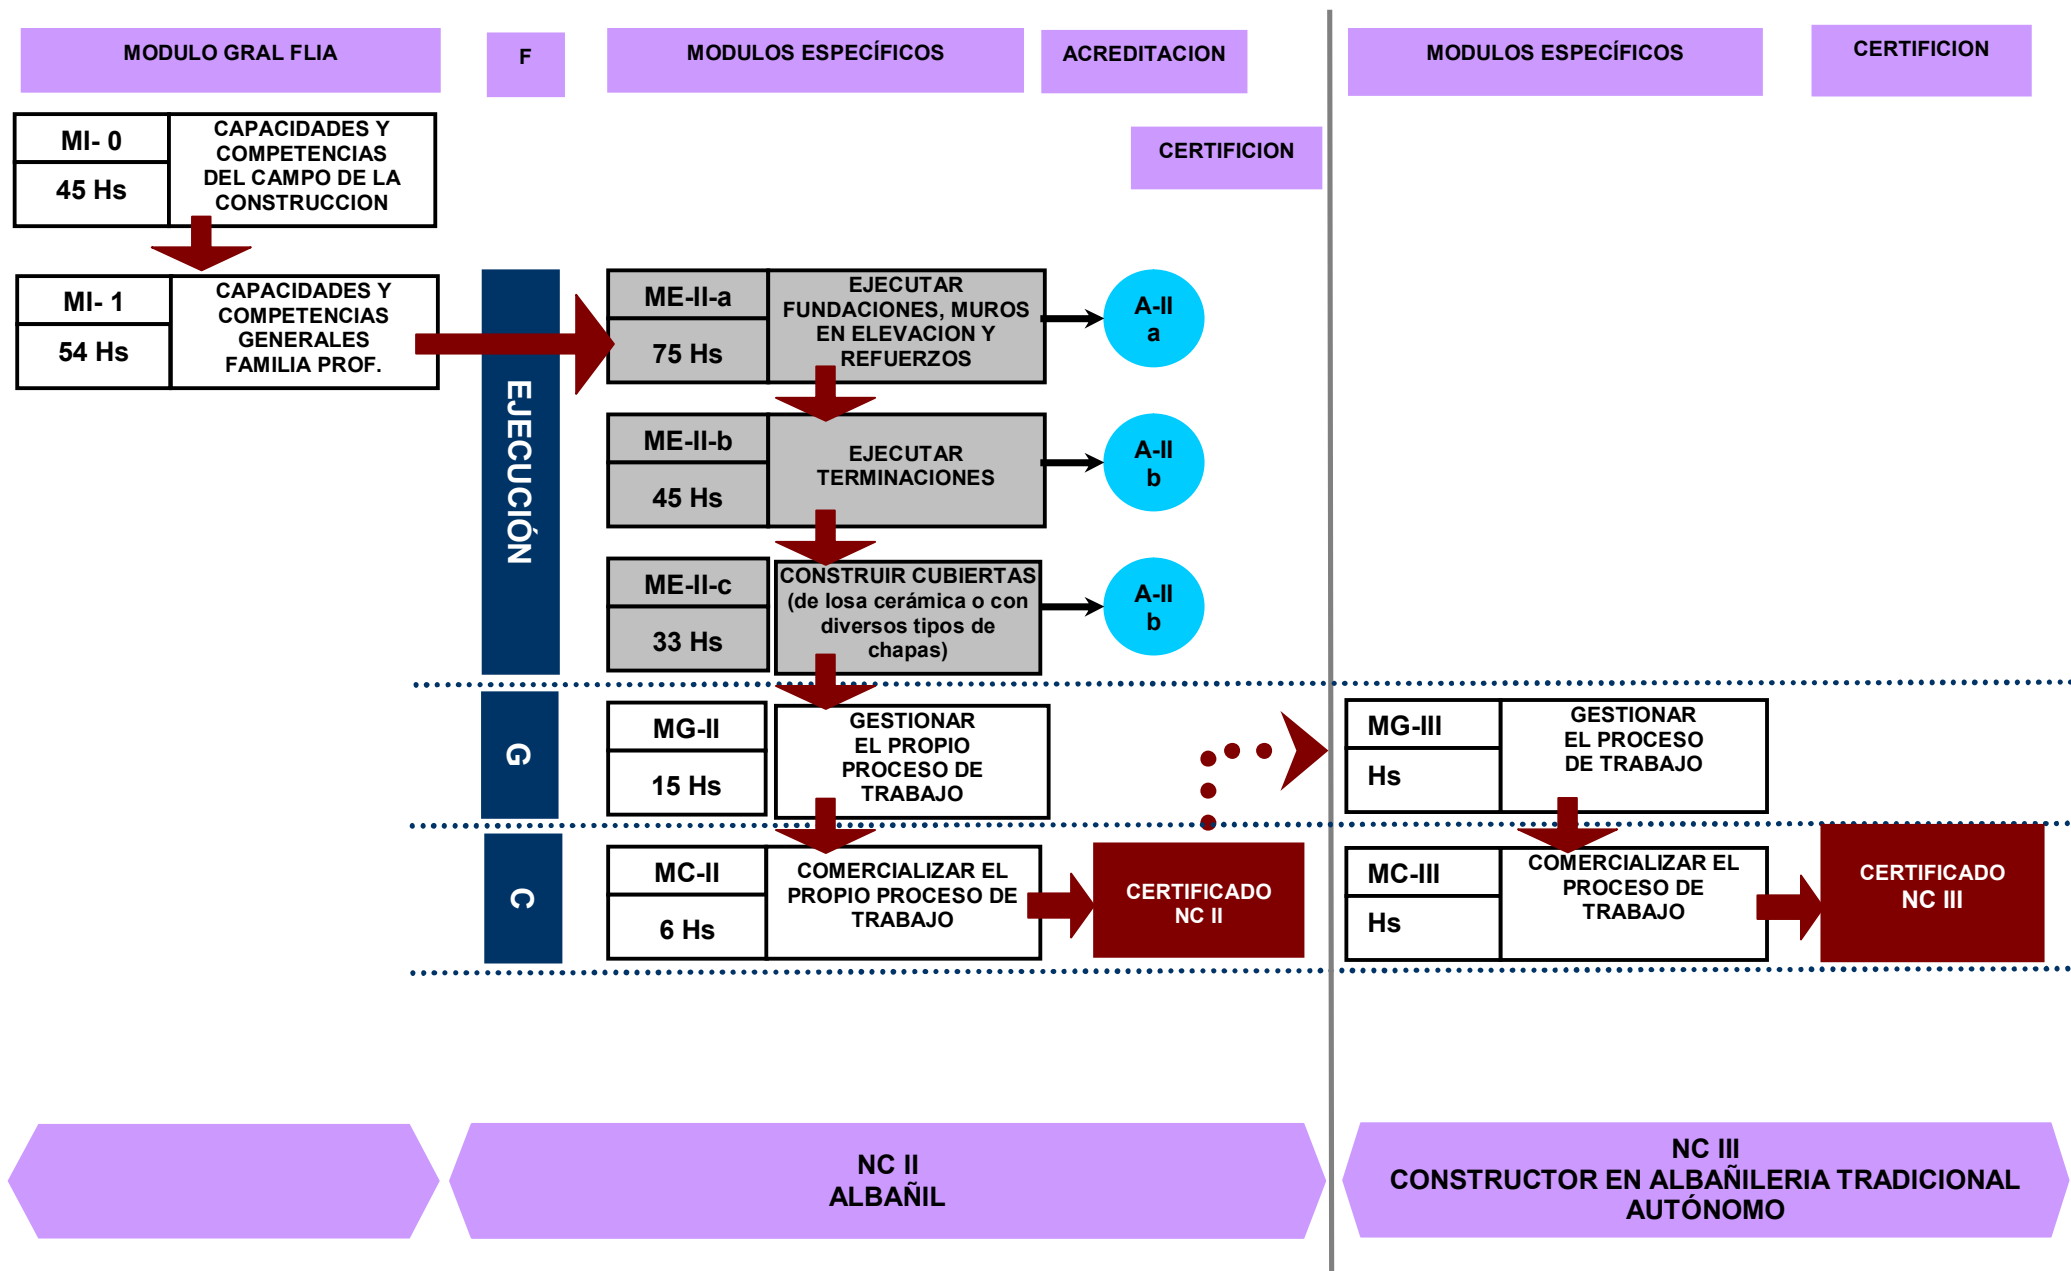 MODULO GRAL FLIA
F
MODULOS ESPECÍFICOS
ACREDITACION
MODULOS ESPECÍFICOS
CERTIFICION
CERTIFICION
MI- 0
45 Hs
CAPACIDADES Y
COMPETENCIAS
DEL CAMPO DE LA
CONSTRUCCION
MI- 1
54 Hs
CAPACIDADES Y
COMPETENCIAS
GENERALES
FAMILIA PROF.
EJECUCIÓN
ME-II-a
75 Hs
EJECUTAR
FUNDACIONES, MUROS
EN ELEVACION Y
REFUERZOS
A-II
a
ME-II-b
45 Hs
EJECUTAR
TERMINACIONES
A-II
b
ME-II-c
33 Hs
CONSTRUIR CUBIERTAS
(de losa cerámica o con
diversos tipos de
chapas)
A-II
b
G
MG-II
15 Hs
GESTIONAR
EL PROPIO
PROCESO DE
TRABAJO
MG-III
Hs
GESTIONAR
EL PROCESO
DE TRABAJO
C
MC-II
6 Hs
COMERCIALIZAR EL
PROPIO PROCESO DE
TRABAJO
CERTIFICADO
NC II
MC-III
Hs
COMERCIALIZAR EL
PROCESO DE
TRABAJO
CERTIFICADO
NC III
NC II
ALBAÑIL
NC III
CONSTRUCTOR EN ALBAÑILERIA TRADICIONAL
AUTÓNOMO